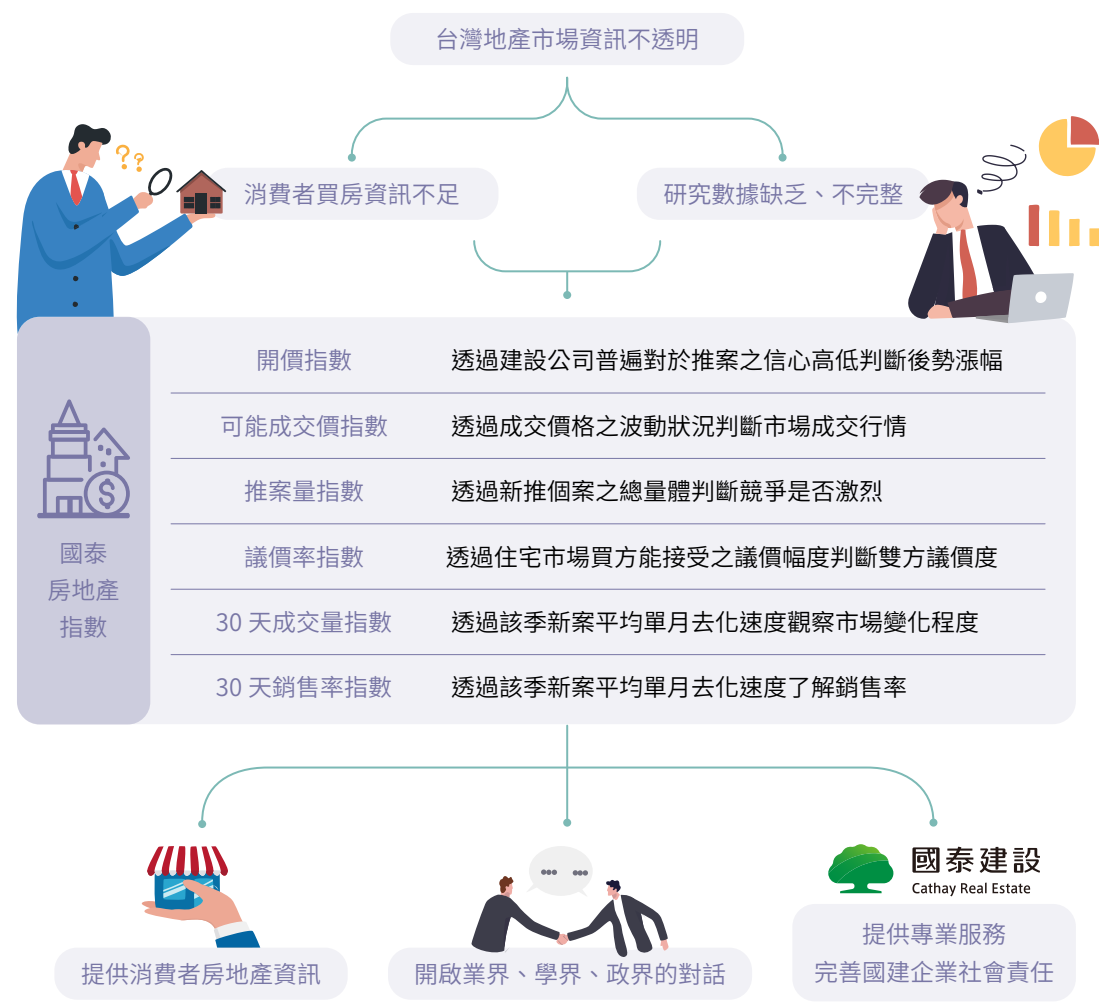 台灣地產市場資訊不透明
??
消費者買房資訊不足
研究數據缺乏、不完整
國泰
房地產
指數
開價指數 透過建設公司普遍對於推案之信心高低判斷後勢漲幅
可能成交價指數 透過成交價格之波動狀況判斷市場成交行情
推案量指數 透過新推個案之總量體判斷競爭是否激烈
議價率指數 透過住宅市場買方能接受之議價幅度判斷雙方議價度
30 天成交量指數 透過該季新案平均單月去化速度觀察市場變化程度
30 天銷售率指數 透過該季新案平均單月去化速度了解銷售率
提供消費者房地產資訊
開啟業界、學界、政界的對話
國泰建設
Cathay Real Estate
提供專業服務
完善國建企業社會責任